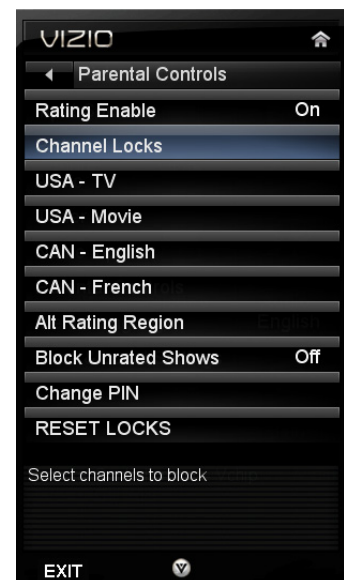 VIZIO
Parental Controls
Rating Enable On
Channel Locks
USA - TV
USA - Movie
CAN - English
CAN - French
Alt Rating Region English
Block Unrated Shows Off
Change PIN
RESET LOCKS
Select channels to block
EXIT V